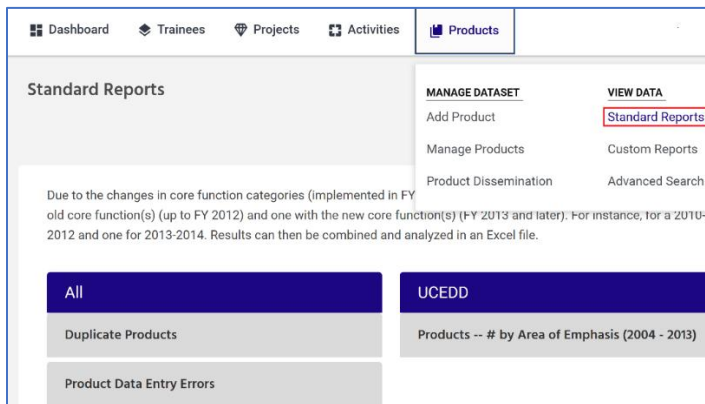 Dashboard Trainees Projects Activities Products
Standard Reports
MANAGE DATASET VIEW DATA
Add Product Standard Reports
Manage Products Custom Reports
Product Dissemination Advanced Search
Due to the changes in core function categories (implemented in FY
old core function(s) (up to FY 2012) and one with the new core function(s) (FY 2013 and later). For instance, for a 2010-
2012 and one for 2013-2014. Results can then be combined and analyzed in an Excel file.
All UCEDD
Duplicate Products Products -- # by Area of Emphasis (2004 - 2013)
Product Data Entry Errors